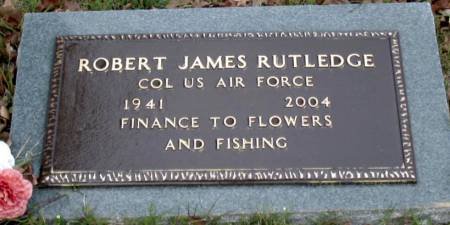 ROBERT JAMES RUTLEDGE
COL US AIR FORCE
1941 2004
FINANCE TO FLOWERS
AND FISHING